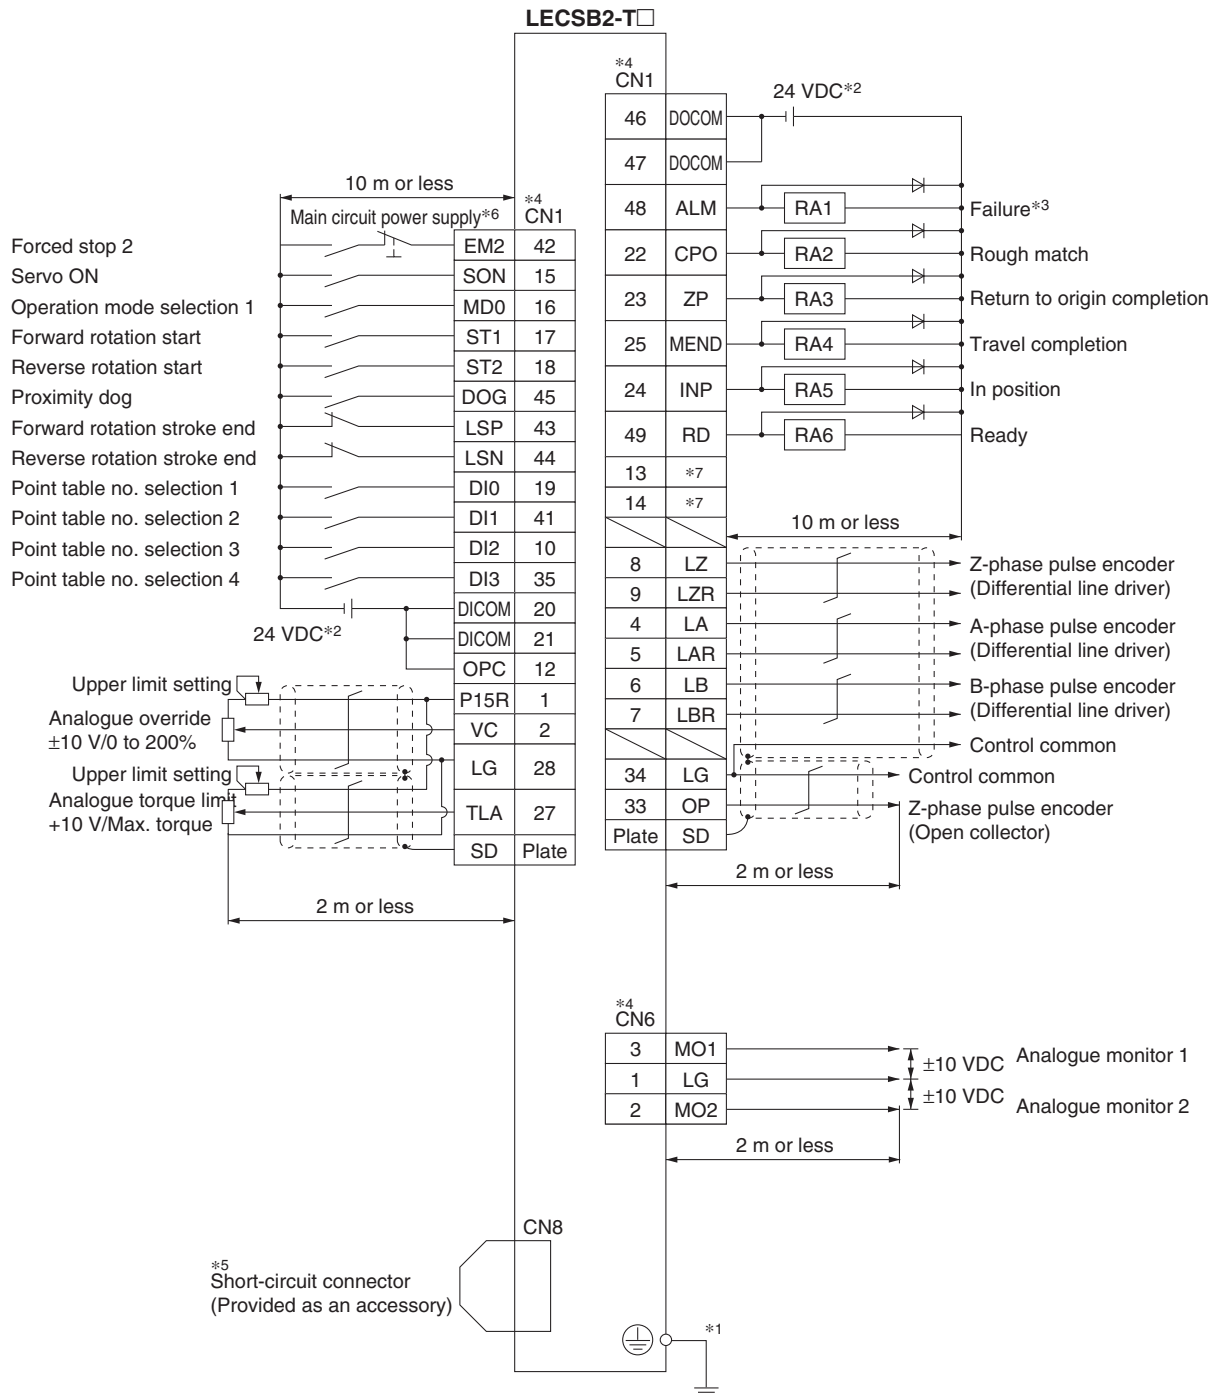 LECSB2-T□
*4
CN1
24 VDC*2
46 DOCOM
47 DOCOM
48 ALM RA1 Failure*3
22 CPO RA2 Rough match
23 ZP RA3 Return to origin completion
25 MEND RA4 Travel completion
24 INP RA5 In position
49 RD RA6 Ready
13 *7
14 *7
10 m or less
8 LZ Z-phase pulse encoder
9 LZR (Differential line driver)
4 LA A-phase pulse encoder
5 LAR (Differential line driver)
6 LB B-phase pulse encoder
7 LBR (Differential line driver)
Control common
34 LG Control common
33 OP Z-phase pulse encoder
(Open collector)
Plate SD
2 m or less
10 m or less
*4
CN1
Main circuit power supply*6
Forced stop 2 EM2 42
Servo ON SON 15
Operation mode selection 1 MD0 16
Forward rotation start ST1 17
Reverse rotation start ST2 18
Proximity dog DOG 45
Forward rotation stroke end LSP 43
Reverse rotation stroke end LSN 44
Point table no. selection 1 DI0 19
Point table no. selection 2 DI1 41
Point table no. selection 3 DI2 10
Point table no. selection 4 DI3 35
DICOM 20
24 VDC*2
DICOM 21
OPC 12
Upper limit setting P15R 1
Analogue override
±10 V/0 to 200%
VC 2
LG 28
Upper limit setting
Analogue torque limit
+10 V/Max. torque
TLA 27
SD Plate
2 m or less
*4
CN6
3 MO1 ±10 VDC Analogue monitor 1
1 LG
2 MO2 ±10 VDC Analogue monitor 2
2 m or less
CN8
*5
Short-circuit connector
(Provided as an accessory)
*1